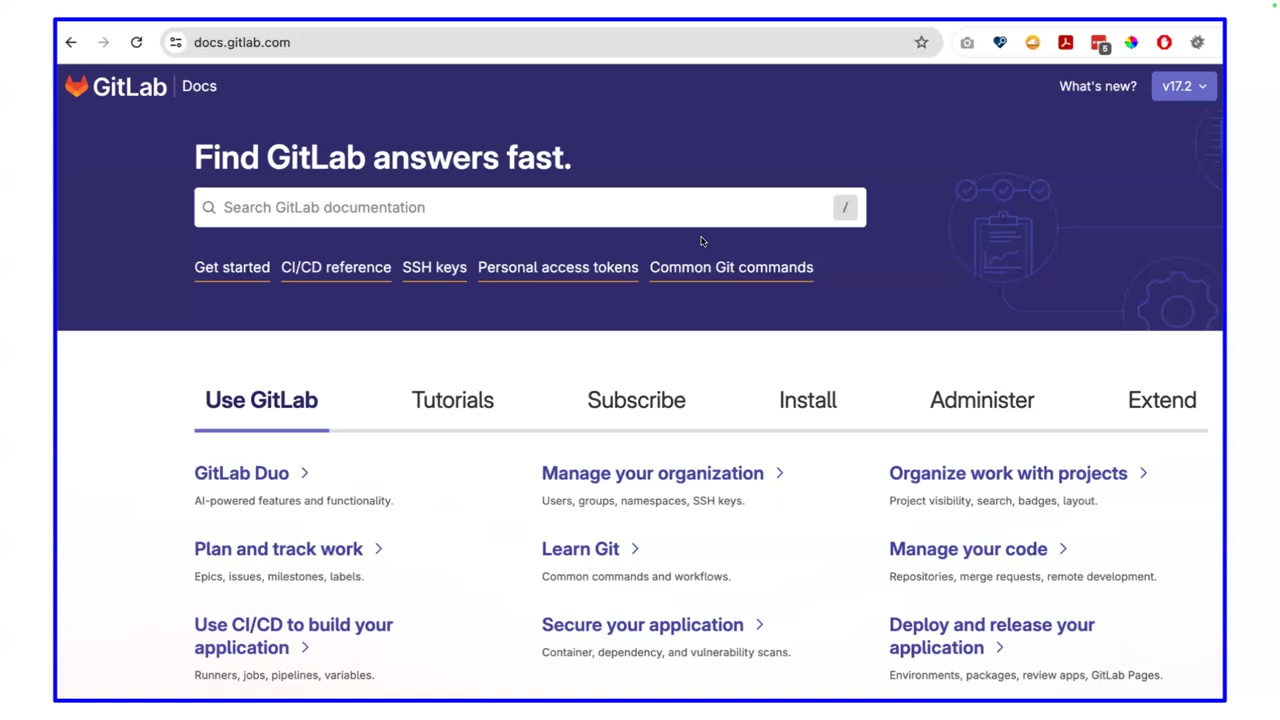 docs.gitlab.com
5
GitLab Docs
What's new?
v17.2
Find GitLab answers fast.
Search GitLab documentation
/
Get started CI/CD reference SSH keys Personal access tokens Common Git commands
Use GitLab Tutorials Subscribe Install Administer Extend
GitLab Duo
AI-powered features and functionality.
Manage your organization
Users, groups, namespaces, SSH keys.
Organize work with projects
Project visibility, search, badges, layout.
Plan and track work
Epics, issues, milestones, labels.
Learn Git
Common commands and workflows.
Manage your code
Repositories, merge requests, remote development.
Use CI/CD to build your
application
Runners, jobs, pipelines, variables.
Secure your application
Container, dependency, and vulnerability scans.
Deploy and release your
application
Environments, packages, review apps, GitLab Pages.